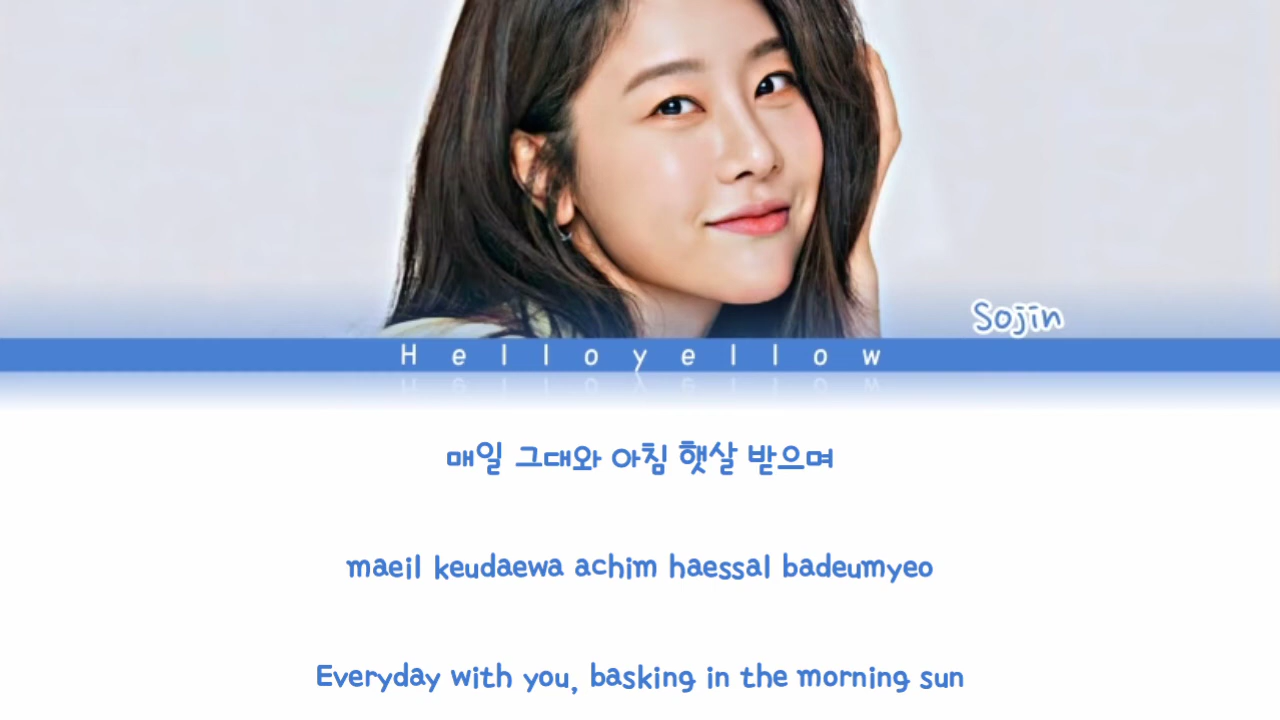 Sojin
Helloyellow
매일 그대와 아침 햇살 받으며
maeil keudaewa achim haessal badeumyeo
Everyday with you, basking in the morning sun